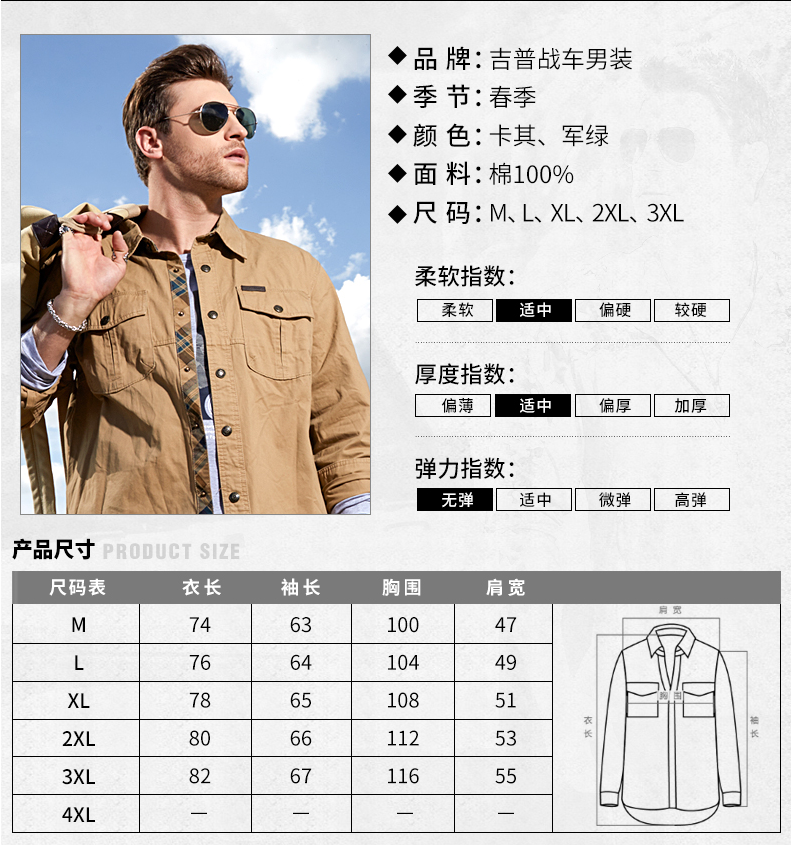 ◆ 品 牌：吉普战车男装
◆ 季 节：春季
◆ 颜 色：卡其、军绿
◆ 面 料：棉100%
◆ 尺 码：M、L、XL、2XL、3XL
柔软指数：
柔软 适中 偏硬 较硬
厚度指数：
偏薄 适中 偏厚 加厚
弹力指数：
无弹 适中 微弹 高弹
产品尺寸 PRODUCT SIZE
尺码表 衣长 袖长 胸围 肩宽
M 74 63 100 47
L 76 64 104 49
XL 78 65 108 51
2XL 80 66 112 53
3XL 82 67 116 55
4XL — — — —
肩 宽
胸 围
衣长
袖长